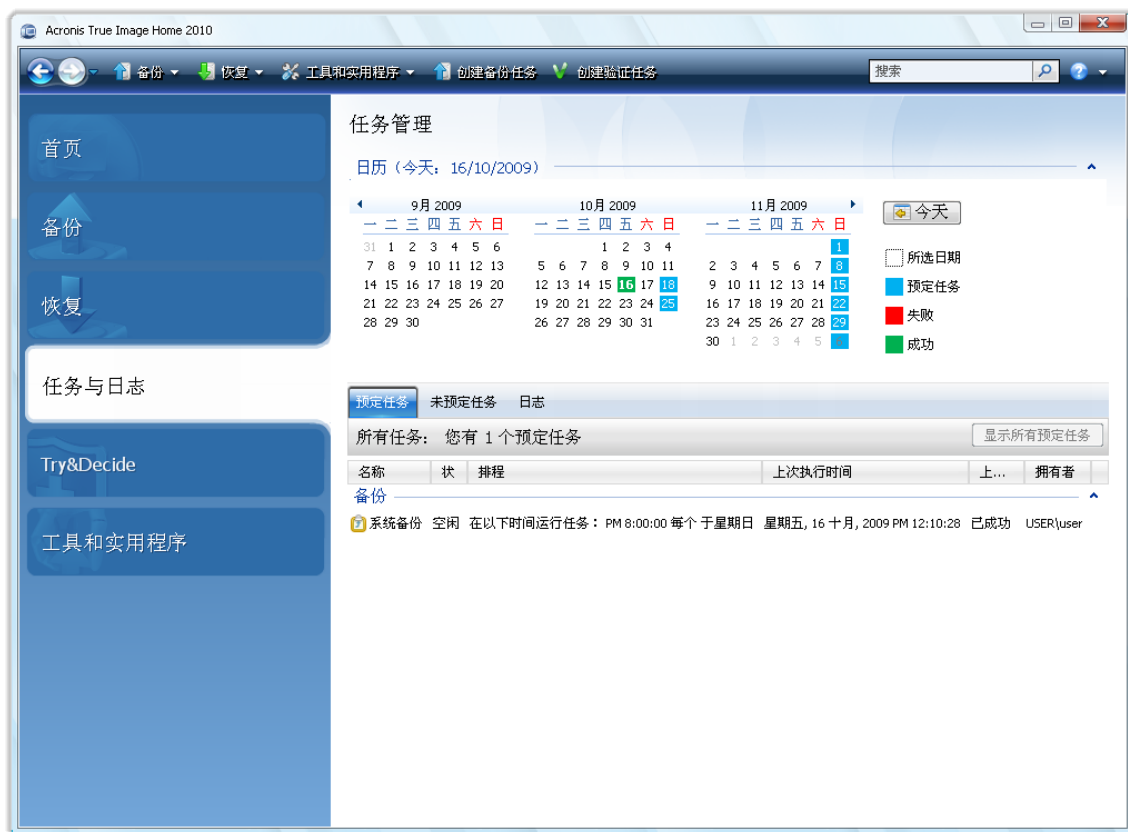 Acronis True Image Home 2010
备份 恢复 工具和实用程序 创建备份任务 创建验证任务 搜索
首页
备份
恢复
任务与日志
Try&Decide
工具和实用程序
任务管理
日历（今天：16/10/2009）
9月 2009
一 二 三 四 五 六 日
31 1 2 3 4 5 6
7 8 9 10 11 12 13
14 15 16 17 18 19 20
21 22 23 24 25 26 27
28 29 30
10月 2009
一 二 三 四 五 六 日
1 2 3 4
5 6 7 8 9 10 11
12 13 14 15 16 17 18
19 20 21 22 23 24 25
26 27 28 29 30 31
11月 2009
一 二 三 四 五 六 日
1
2 3 4 5 6 7 8
9 10 11 12 13 14 15
16 17 18 19 20 21 22
23 24 25 26 27 28 29
30 1 2 3 4 5
今天
所选日期
预定任务
失败
成功
预定任务 未预定任务 日志
所有任务： 您有 1 个预定任务 显示所有预定任务
名称 状 排程 上次执行时间 上... 拥有者
备份
系统备份 空闲 在以下时间运行任务： PM 8:00:00 每个 于星期日 星期五, 16 十月, 2009 PM 12:10:28 已成功 USER\user